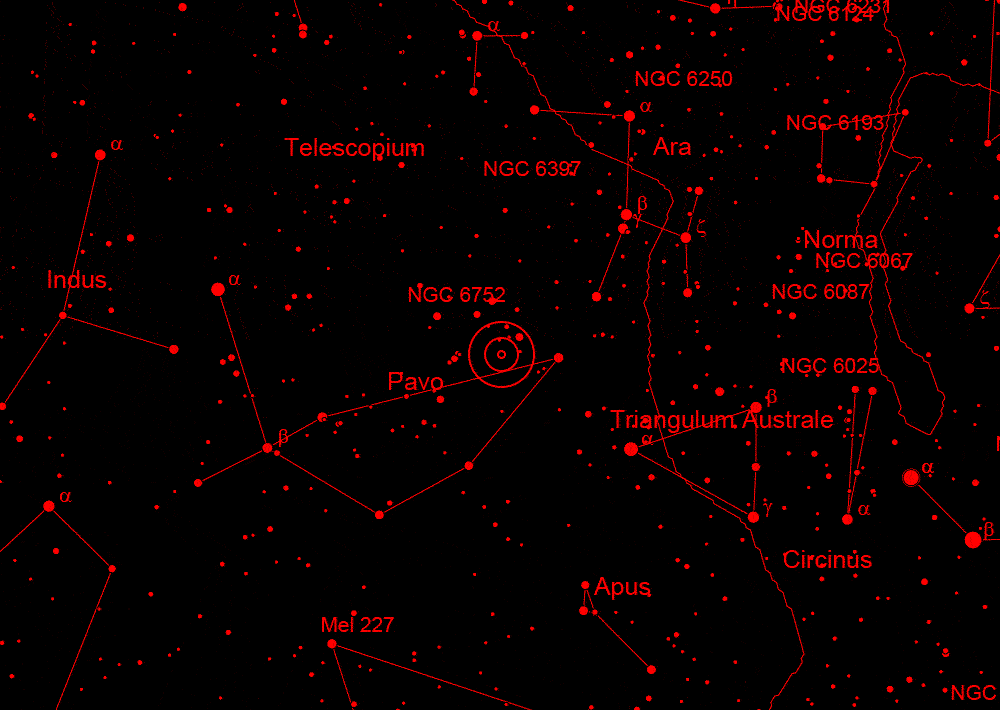 NGC 6231
η
NGC 6124
α
NGC 6250
α
NGC 6193
α
Telescopium
Ara
NGC 6397
β
γ
ζ
Norma
NGC 6067
Indus
α
NGC 6752
NGC 6087
ζ
NGC 6025
Pavo
β
Triangulum Australe
β
α
α
α
γ
α
β
Circinus
Apus
Mel 227
NGC